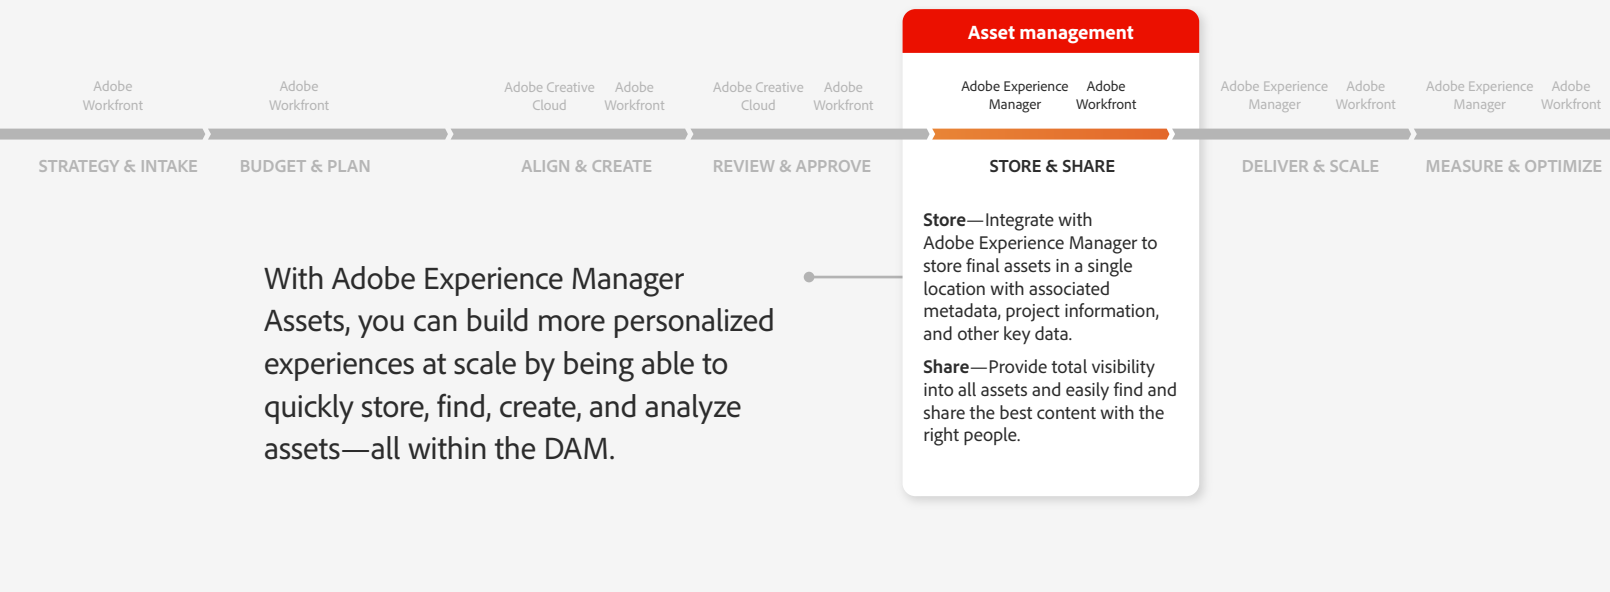 Asset management
Adobe
Workfront
Adobe
Workfront
Adobe Creative
Cloud
Adobe
Workfront
Adobe Creative
Cloud
Adobe
Workfront
Adobe Experience
Manager
Adobe
Workfront
Adobe Experience
Manager
Adobe
Workfront
Adobe Experience
Manager
Adobe
Workfront
STRATEGY & INTAKE
BUDGET & PLAN
ALIGN & CREATE
REVIEW & APPROVE
STORE & SHARE
DELIVER & SCALE
MEASURE & OPTIMIZE
With Adobe Experience Manager
Assets, you can build more personalized
experiences at scale by being able to
quickly store, find, create, and analyze
assets—all within the DAM.
Store—Integrate with
Adobe Experience Manager to
store final assets in a single
location with associated
metadata, project information,
and other key data.
Share—Provide total visibility
into all assets and easily find and
share the best content with the
right people.